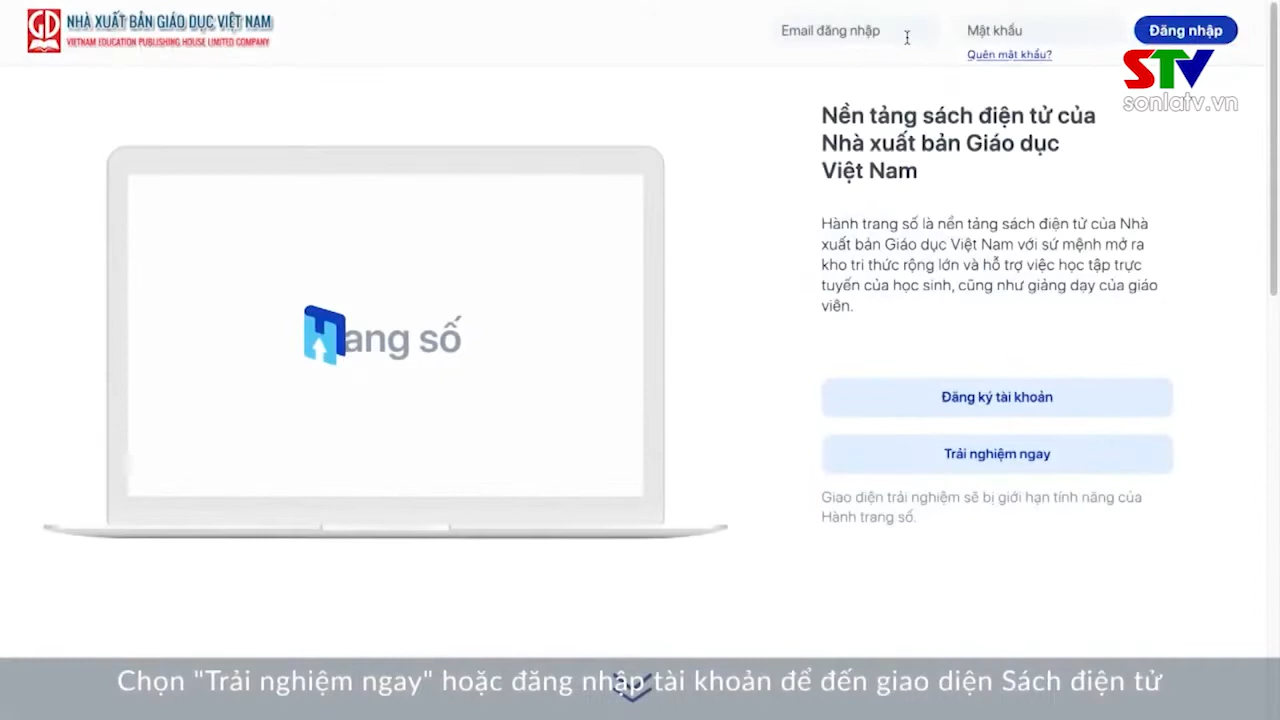 GD
NHÀ XUẤT BẢN GIÁO DỤC VIỆT NAM
VIETNAM EDUCATION PUBLISHING HOUSE LIMITED COMPANY
Email đăng nhập
Mật khẩu
Đăng nhập
Quên mật khẩu?
STV
sonlatv.vn
Nền tảng sách điện tử của
Nhà xuất bản Giáo dục
Việt Nam
Hành trang số là nền tảng sách điện tử của Nhà
xuất bản Giáo dục Việt Nam với sứ mệnh mở ra
kho tri thức rộng lớn và hỗ trợ việc học tập trực
tuyến của học sinh, cũng như giảng dạy của giáo
viên.
ang số
Đăng ký tài khoản
Trải nghiệm ngay
Giao diện trải nghiệm sẽ bị giới hạn tính năng của
Hành trang số.
Chọn "Trải nghiệm ngay" hoặc đăng nhập tài khoản để đến giao diện Sách điện tử